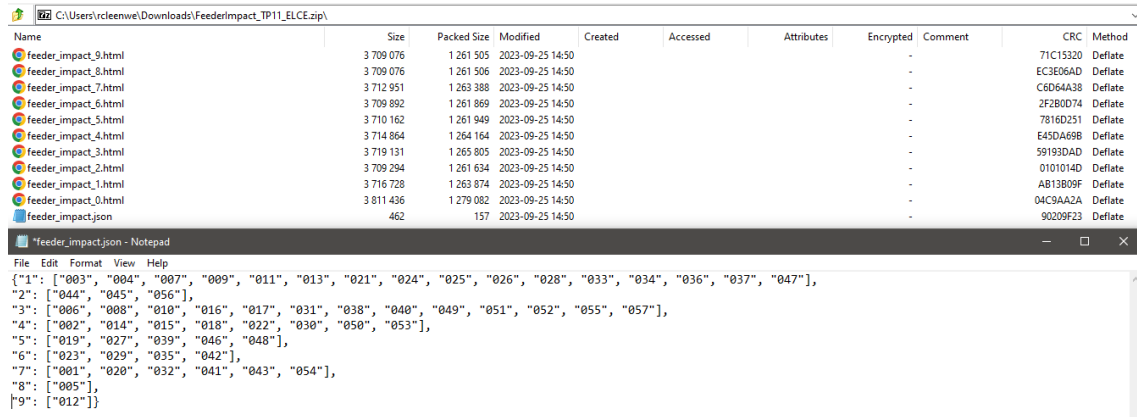 C:\Users\rcleenwe\Downloads\FeederImpact_TP11_ELCE.zip\
Name Size Packed Size Modified Created Accessed Attributes Encrypted Comment CRC Method
feeder_impact_9.html 3 709 076 1 261 505 2023-09-25 14:50 - 71C15320 Deflate
feeder_impact_8.html 3 709 076 1 261 506 2023-09-25 14:50 - EC3E06AD Deflate
feeder_impact_7.html 3 712 951 1 263 388 2023-09-25 14:50 - C6D64A38 Deflate
feeder_impact_6.html 3 709 892 1 261 869 2023-09-25 14:50 - 2F2B0D74 Deflate
feeder_impact_5.html 3 710 162 1 261 949 2023-09-25 14:50 - 7816D251 Deflate
feeder_impact_4.html 3 714 864 1 264 164 2023-09-25 14:50 - E45DA69B Deflate
feeder_impact_3.html 3 719 131 1 265 805 2023-09-25 14:50 - 59193DAD Deflate
feeder_impact_2.html 3 709 294 1 261 634 2023-09-25 14:50 - 0101014D Deflate
feeder_impact_1.html 3 716 728 1 263 874 2023-09-25 14:50 - AB13B09F Deflate
feeder_impact_0.html 3 811 436 1 279 082 2023-09-25 14:50 - 04C9AA2A Deflate
feeder_impact.json 462 157 2023-09-25 14:50 - 90209F23 Deflate
*feeder_impact.json - Notepad
File Edit Format View Help
{"1": ["003", "004", "007", "009", "011", "013", "021", "024", "025", "026", "028", "033", "034", "036", "037", "047"],
"2": ["044", "045", "056"],
"3": ["006", "008", "010", "016", "017", "031", "038", "040", "049", "051", "052", "055", "057"],
"4": ["002", "014", "015", "018", "022", "030", "050", "053"],
"5": ["019", "027", "039", "046", "048"],
"6": ["023", "029", "035", "042"],
"7": ["001", "020", "032", "041", "043", "054"],
"8": ["005"],
"9": ["012"]}